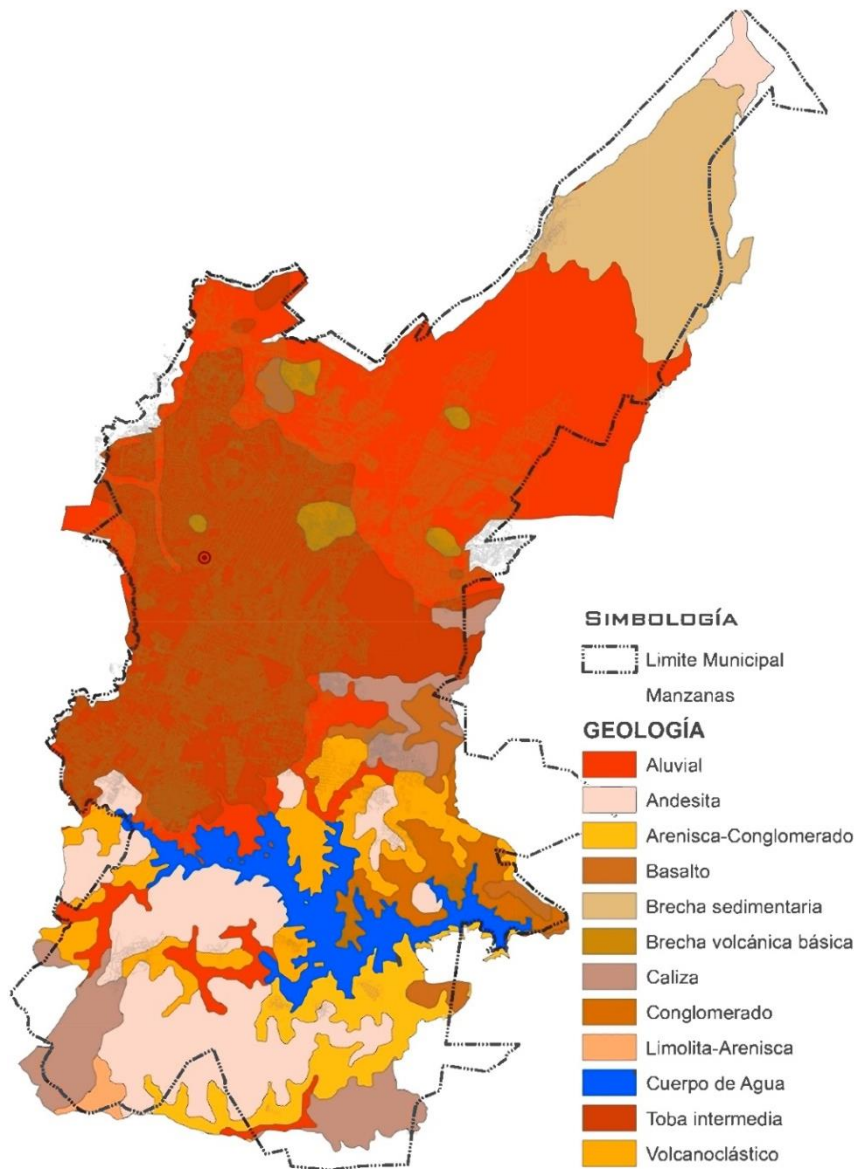 SIMBOLOGÍA
Limite Municipal
Manzanas
GEOLOGÍA
Aluvial
Andesita
Arenisca-Conglomerado
Basalto
Brecha sedimentaria
Brecha volcánica básica
Caliza
Conglomerado
Limolita-Arenisca
Cuerpo de Agua
Toba intermedia
Volcanoclástico